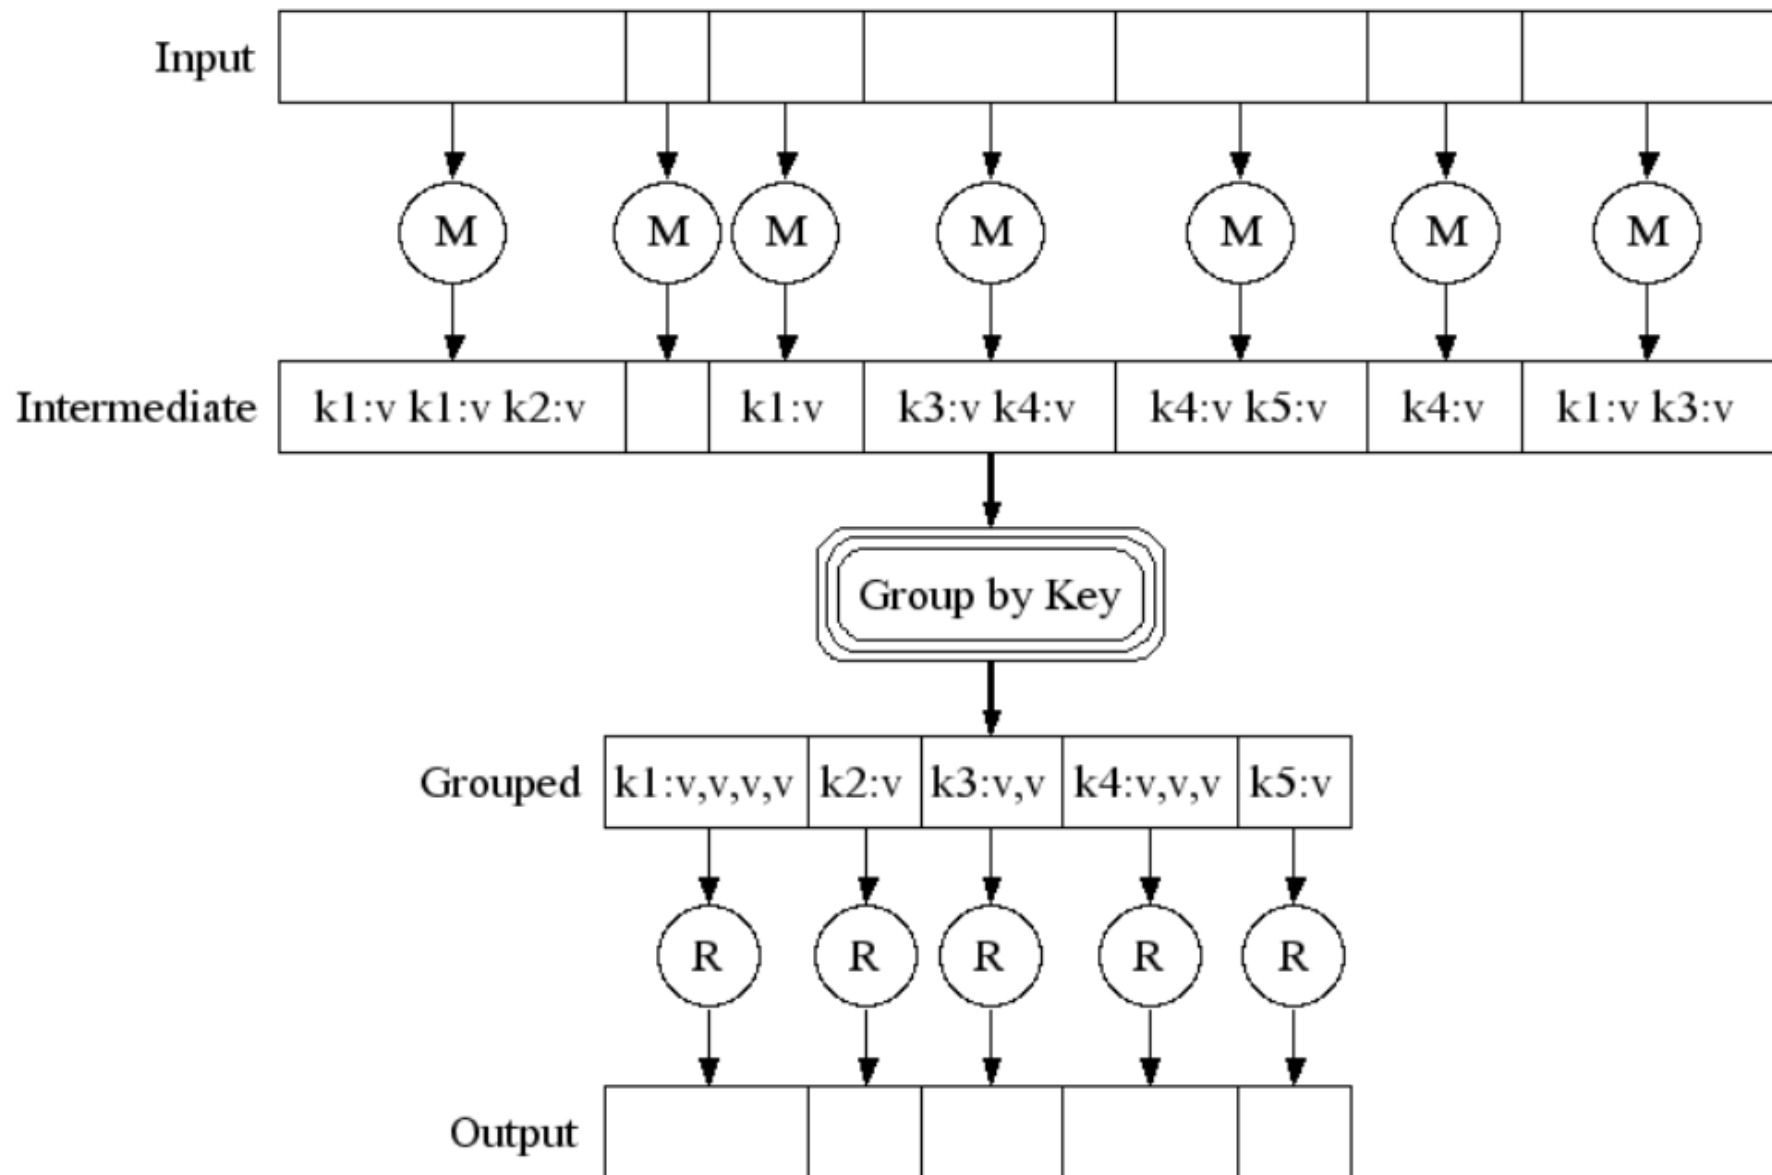 Input
M M M M M M M
Intermediate k1:v k1:v k2:v k1:v k3:v k4:v k4:v k5:v k4:v k1:v k3:v
Group by Key
Grouped k1:v,v,v,v k2:v k3:v,v k4:v,v,v k5:v
R R R R R
Output